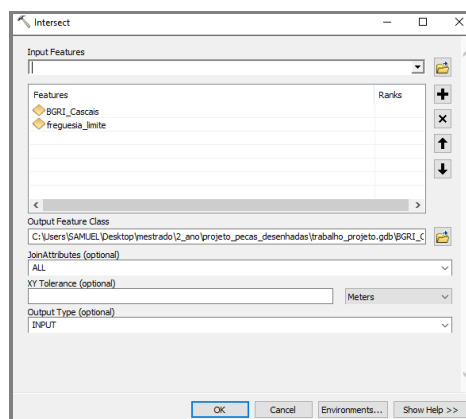 Intersect
Input Features
Features Ranks
BGRI_Cascais
freguesia_limite
Output Feature Class
C:\Users\SAMUEL\Desktop\mestrado\2_ano\projeto_pecas_desenhadas\trabalho_projeto.gdb\BGRI_C
JoinAttributes (optional)
ALL
XY Tolerance (optional)
Meters
Output Type (optional)
INPUT
OK Cancel Environments... Show Help >>